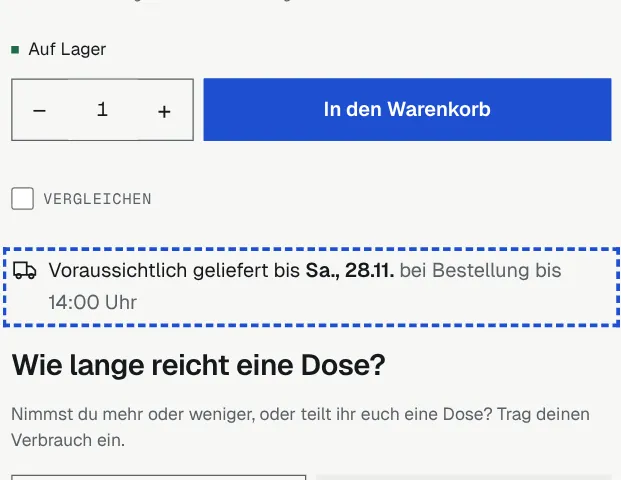 Auf Lager
− 1 +
In den Warenkorb
VERGLEICHEN
Voraussichtlich geliefert bis Sa., 28.11. bei Bestellung bis
14:00 Uhr
Wie lange reicht eine Dose?
Nimmst du mehr oder weniger, oder teilt ihr euch eine Dose? Trag deinen
Verbrauch ein.